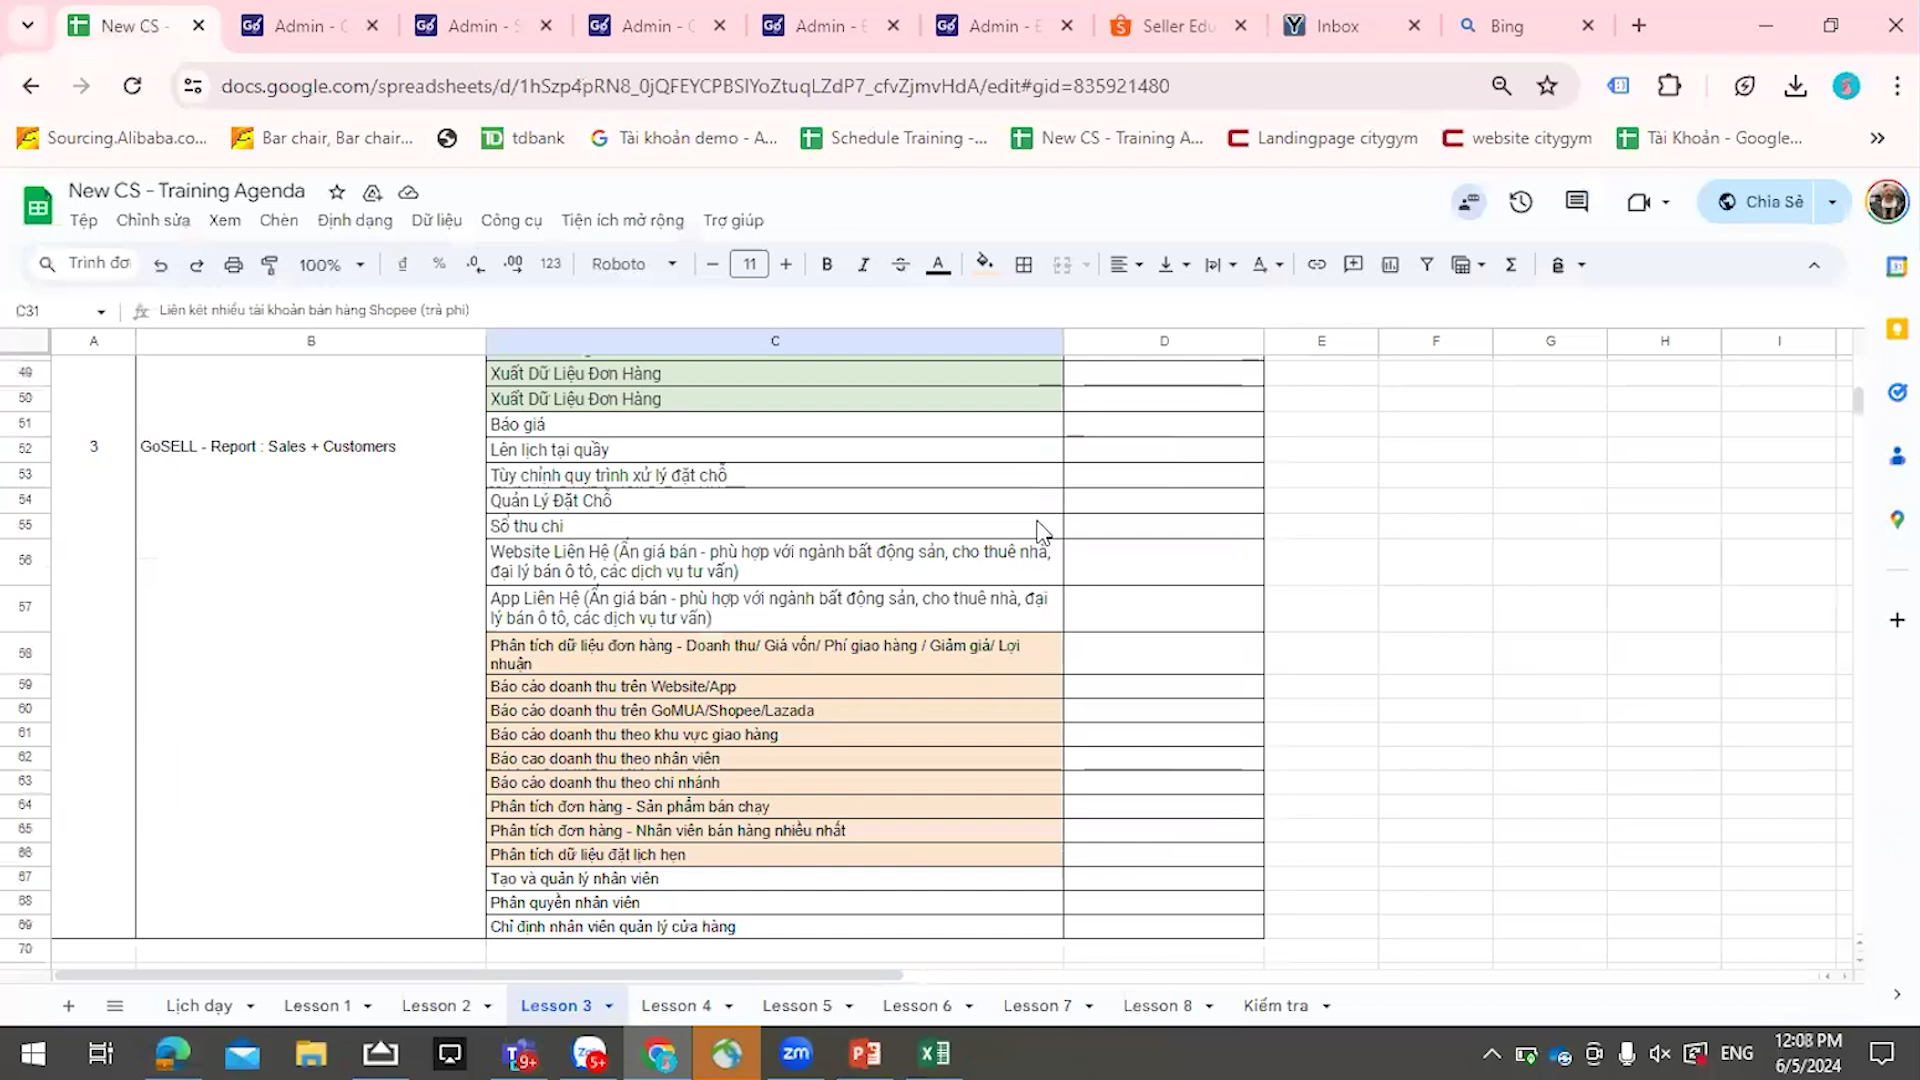 New CS -
Admin - C
Admin - S
Admin - C
Admin - E
Admin - E
Seller Edu
Inbox
Bing
docs.google.com/spreadsheets/d/1hSzp4pRN8_0jQFEYCPBSlYoZtuqLZdP7_cfvZjmvHdA/edit#gid=835921480
Sourcing.Alibaba.co...
Bar chair, Bar chair...
tdbank
Tài khoản demo - A...
Schedule Training -...
New CS - Training A...
Landingpage citygym
website citygym
Tài Khoản - Google...
New CS - Training Agenda
Tệp Chỉnh sửa Xem Chèn Định dạng Dữ liệu Công cụ Tiện ích mở rộng Trợ giúp
Chia Sẻ
Trình đơ
100%
đ % .0 .00 123
Roboto
11
C31
Liên kết nhiều tài khoản bán hàng Shopee (trả phí)
A B C D E F G H I
49 Xuất Dữ Liệu Đơn Hàng
50 Xuất Dữ Liệu Đơn Hàng
51 Báo giá
3 GoSELL - Report : Sales + Customers
52 Lên lịch tại quầy
53 Tùy chỉnh quy trình xử lý đặt chỗ
54 Quản Lý Đặt Chỗ
55 Sổ thu chi
56 Website Liên Hệ (Ẩn giá bán - phù hợp với ngành bất động sản, cho thuê nhà,
đại lý bán ô tô, các dịch vụ tư vấn)
57 App Liên Hệ (Ẩn giá bán - phù hợp với ngành bất động sản, cho thuê nhà, đại
lý bán ô tô, các dịch vụ tư vấn)
58 Phân tích dữ liệu đơn hàng - Doanh thu/ Giá vốn/ Phí giao hàng / Giảm giá/ Lợi
nhuận
59 Báo cáo doanh thu trên Website/App
60 Báo cáo doanh thu trên GoMUA/Shopee/Lazada
61 Báo cáo doanh thu theo khu vực giao hàng
62 Báo cao doanh thu theo nhân viên
63 Báo cáo doanh thu theo chi nhánh
64 Phân tích đơn hàng - Sản phẩm bán chạy
65 Phân tích đơn hàng - Nhân viên bán hàng nhiều nhất
66 Phân tích dữ liệu đặt lịch hẹn
67 Tạo và quản lý nhân viên
68 Phân quyền nhân viên
69 Chỉ định nhân viên quản lý cửa hàng
70
Lịch dạy Lesson 1 Lesson 2 Lesson 3 Lesson 4 Lesson 5 Lesson 6 Lesson 7 Lesson 8 Kiểm tra
9+
5+
zm
ENG
12:08 PM
6/5/2024